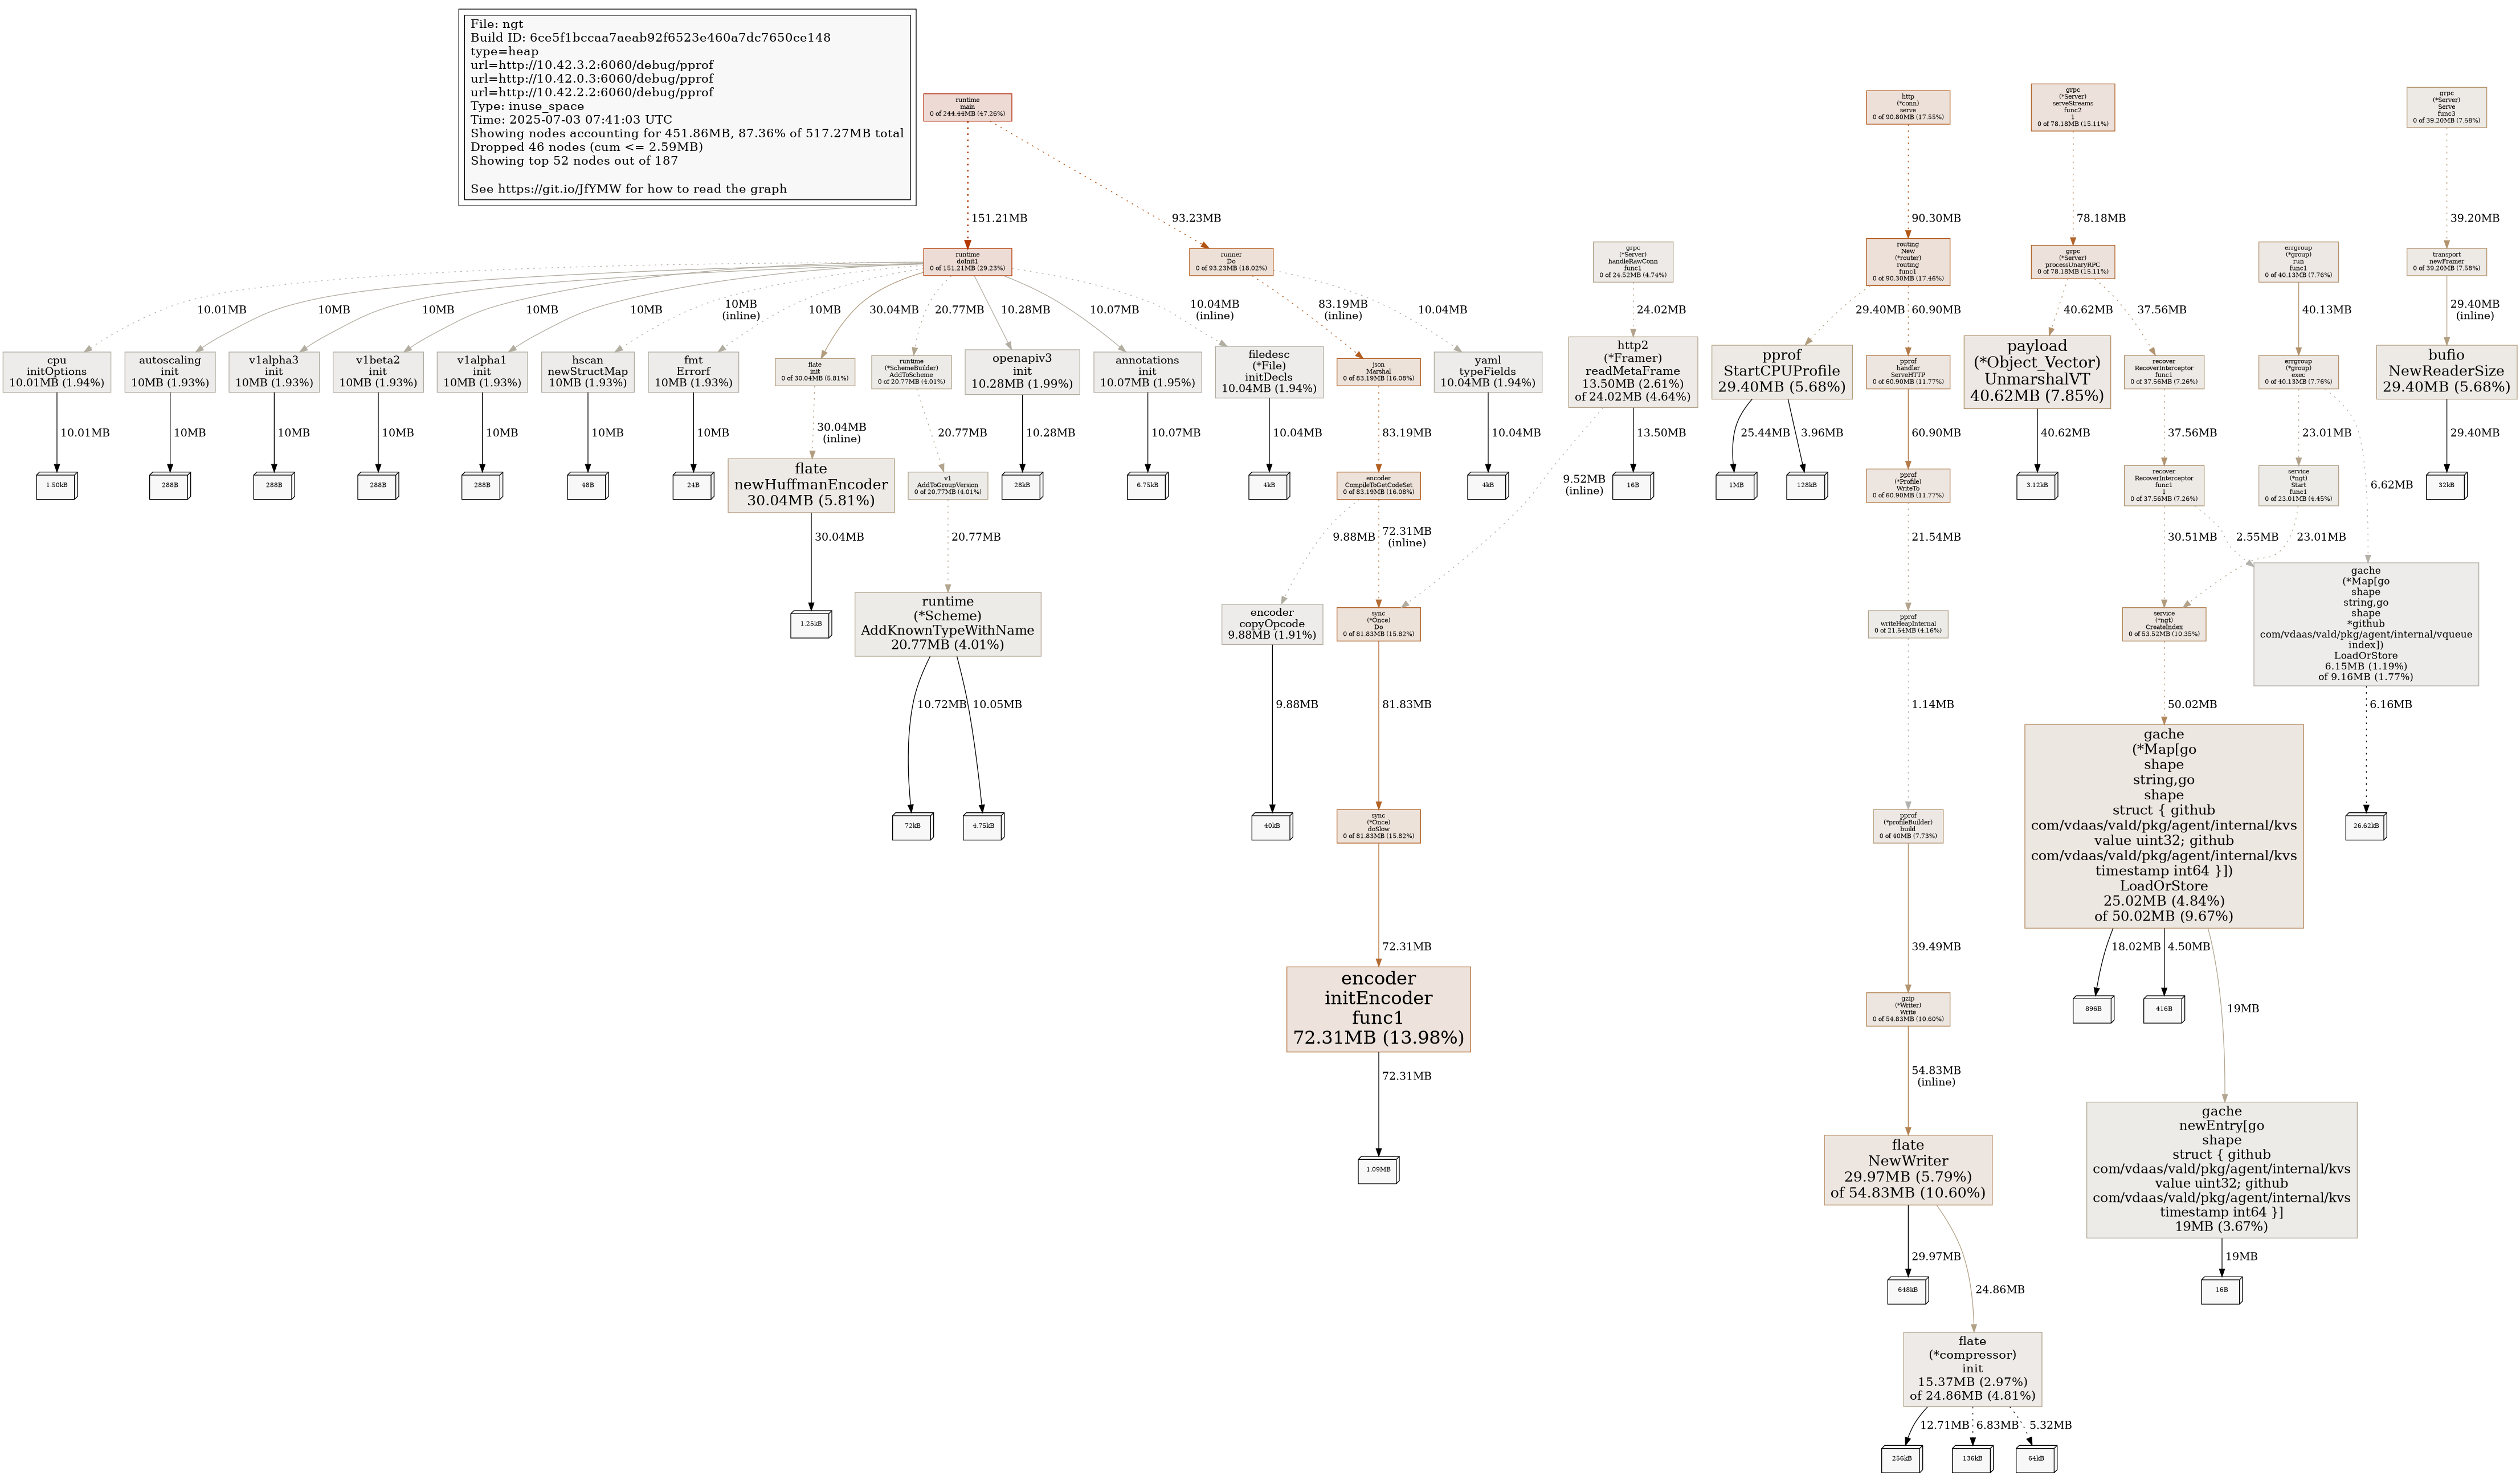 File: ngt
Build ID: 6ce5f1bccaa7aeab92f6523e460a7dc7650ce148
type=heap
url=http://10.42.3.2:6060/debug/pprof
url=http://10.42.0.3:6060/debug/pprof
url=http://10.42.2.2:6060/debug/pprof
Type: inuse_space
Time: 2025-07-03 07:41:03 UTC
Showing nodes accounting for 451.86MB, 87.36% of 517.27MB total
Dropped 46 nodes (cum <= 2.59MB)
Showing top 52 nodes out of 187
See https://git.io/JfYMW for how to read the graph
runtime
main
0 of 244.44MB (47.26%)
http
(*conn)
serve
0 of 90.80MB (17.55%)
grpc
(*Server)
serveStreams
func2
1
0 of 78.18MB (15.11%)
grpc
(*Server)
Serve
func3
0 of 39.20MB (7.58%)
151.21MB
93.23MB
90.30MB
78.18MB
39.20MB
runtime
doInit1
0 of 151.21MB (29.23%)
runner
Do
0 of 93.23MB (18.02%)
grpc
(*Server)
handleRawConn
func1
0 of 24.52MB (4.74%)
routing
New
(*router)
routing
func1
0 of 90.30MB (17.46%)
grpc
(*Server)
processUnaryRPC
0 of 78.18MB (15.11%)
errgroup
(*group)
run
func1
0 of 40.13MB (7.76%)
transport
newFramer
0 of 39.20MB (7.58%)
10.01MB
10MB
10MB
10MB
10MB
10MB
(inline)
10MB
30.04MB
20.77MB
10.28MB
10.07MB
10.04MB
(inline)
83.19MB
(inline)
10.04MB
24.02MB
29.40MB
60.90MB
40.62MB
37.56MB
40.13MB
29.40MB
(inline)
cpu
initOptions
10.01MB (1.94%)
autoscaling
init
10MB (1.93%)
v1alpha3
init
10MB (1.93%)
v1beta2
init
10MB (1.93%)
v1alpha1
init
10MB (1.93%)
hscan
newStructMap
10MB (1.93%)
fmt
Errorf
10MB (1.93%)
flate
init
0 of 30.04MB (5.81%)
runtime
(*SchemeBuilder)
AddToScheme
0 of 20.77MB (4.01%)
openapiv3
init
10.28MB (1.99%)
annotations
init
10.07MB (1.95%)
filedesc
(*File)
initDecls
10.04MB (1.94%)
json
Marshal
0 of 83.19MB (16.08%)
yaml
typeFields
10.04MB (1.94%)
http2
(*Framer)
readMetaFrame
13.50MB (2.61%)
of 24.02MB (4.64%)
pprof
StartCPUProfile
29.40MB (5.68%)
pprof
handler
ServeHTTP
0 of 60.90MB (11.77%)
payload
(*Object_Vector)
UnmarshalVT
40.62MB (7.85%)
recover
RecoverInterceptor
func1
0 of 37.56MB (7.26%)
errgroup
(*group)
exec
0 of 40.13MB (7.76%)
bufio
NewReaderSize
29.40MB (5.68%)
10.01MB
10MB
10MB
10MB
10MB
10MB
10MB
30.04MB
(inline)
20.77MB
10.28MB
10.07MB
10.04MB
83.19MB
10.04MB
13.50MB
9.52MB
(inline)
25.44MB
3.96MB
60.90MB
40.62MB
37.56MB
23.01MB
6.62MB
29.40MB
1.50kB
288B
288B
288B
288B
48B
24B
flate
newHuffmanEncoder
30.04MB (5.81%)
v1
AddToGroupVersion
0 of 20.77MB (4.01%)
28kB
6.75kB
4kB
encoder
CompileToGetCodeSet
0 of 83.19MB (16.08%)
4kB
16B
1MB
128kB
pprof
(*Profile)
WriteTo
0 of 60.90MB (11.77%)
3.12kB
recover
RecoverInterceptor
func1
1
0 of 37.56MB (7.26%)
service
(*ngt)
Start
func1
0 of 23.01MB (4.45%)
32kB
30.04MB
20.77MB
9.88MB
72.31MB
(inline)
21.54MB
30.51MB
2.55MB
23.01MB
1.25kB
runtime
(*Scheme)
AddKnownTypeWithName
20.77MB (4.01%)
encoder
copyOpcode
9.88MB (1.91%)
sync
(*Once)
Do
0 of 81.83MB (15.82%)
pprof
writeHeapInternal
0 of 21.54MB (4.16%)
service
(*ngt)
CreateIndex
0 of 53.52MB (10.35%)
gache
(*Map[go
shape
string,go
shape
*github
com/vdaas/vald/pkg/agent/internal/vqueue
index])
LoadOrStore
6.15MB (1.19%)
of 9.16MB (1.77%)
10.72MB
10.05MB
9.88MB
81.83MB
1.14MB
50.02MB
6.16MB
72kB
4.75kB
40kB
sync
(*Once)
doSlow
0 of 81.83MB (15.82%)
pprof
(*profileBuilder)
build
0 of 40MB (7.73%)
gache
(*Map[go
shape
string,go
shape
struct { github
com/vdaas/vald/pkg/agent/internal/kvs
value uint32; github
com/vdaas/vald/pkg/agent/internal/kvs
timestamp int64 }])
LoadOrStore
25.02MB (4.84%)
of 50.02MB (9.67%)
26.62kB
72.31MB
39.49MB
18.02MB
4.50MB
19MB
encoder
initEncoder
func1
72.31MB (13.98%)
gzip
(*Writer)
Write
0 of 54.83MB (10.60%)
896B
416B
72.31MB
54.83MB
(inline)
1.09MB
flate
NewWriter
29.97MB (5.79%)
of 54.83MB (10.60%)
gache
newEntry[go
shape
struct { github
com/vdaas/vald/pkg/agent/internal/kvs
value uint32; github
com/vdaas/vald/pkg/agent/internal/kvs
timestamp int64 }]
19MB (3.67%)
29.97MB
24.86MB
19MB
648kB
16B
flate
(*compressor)
init
15.37MB (2.97%)
of 24.86MB (4.81%)
12.71MB
6.83MB
5.32MB
256kB
136kB
64kB